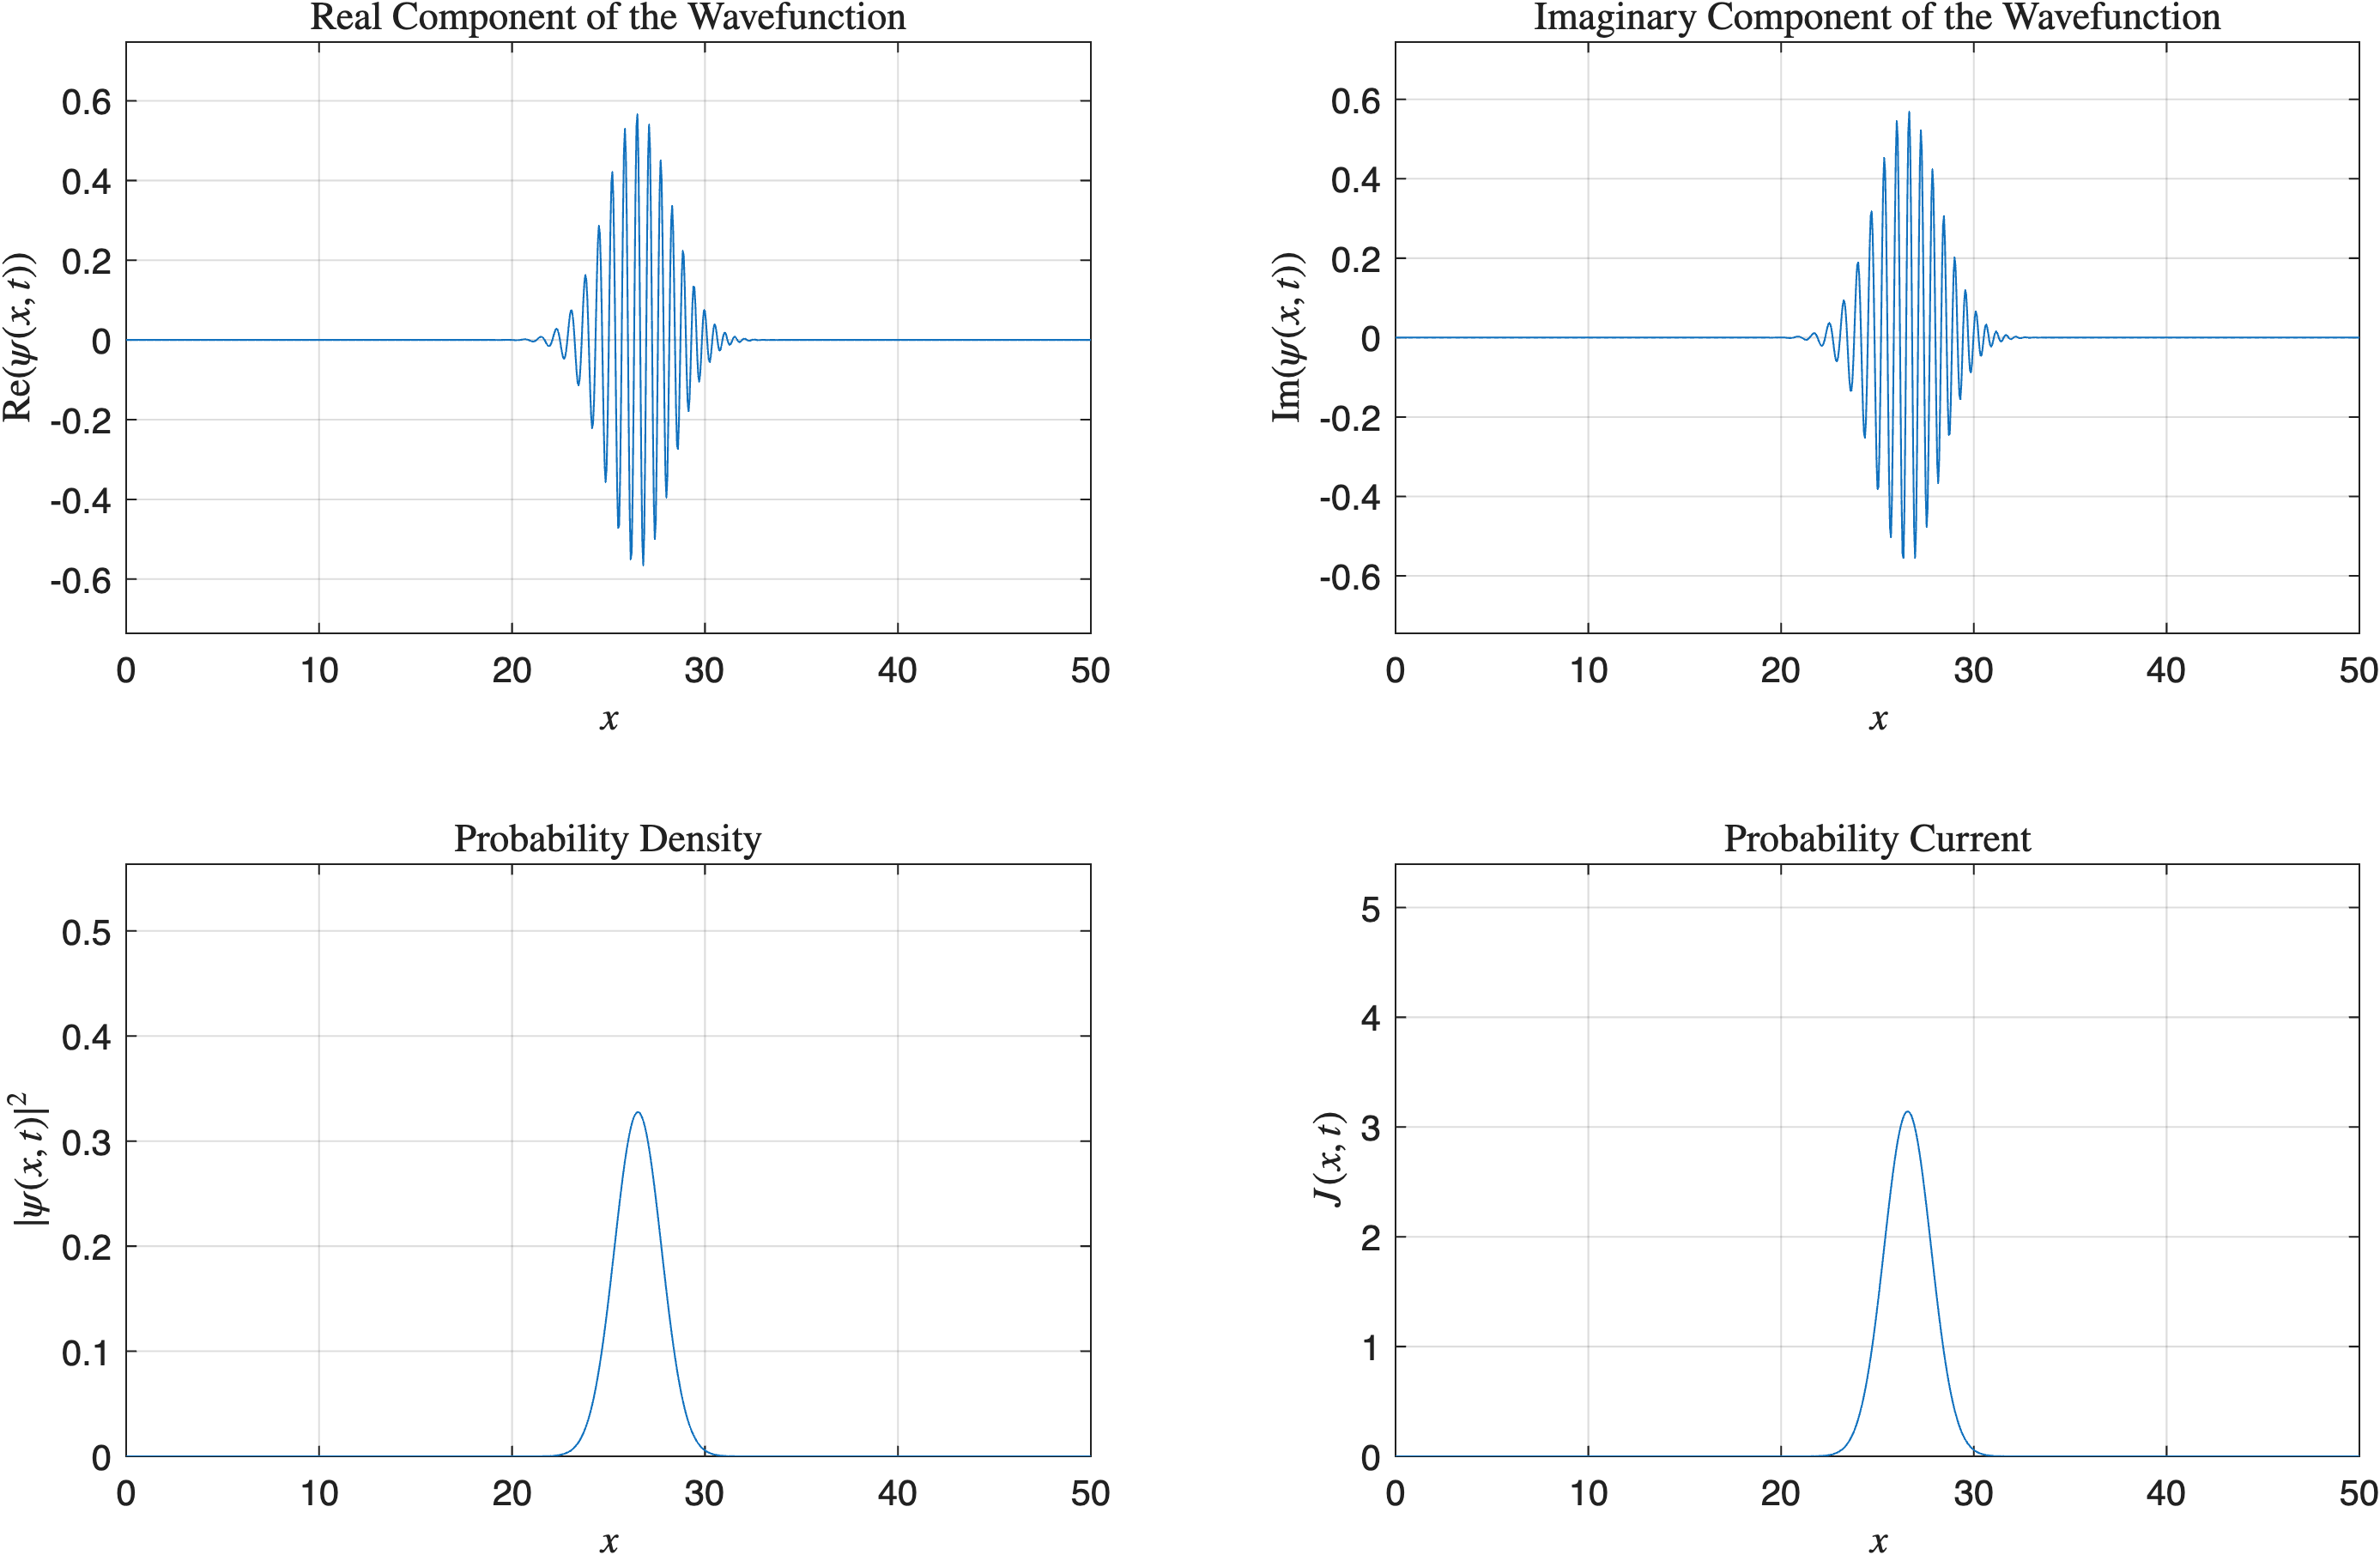 Real Component of the Wavefunction
Re(ψ(x, t))
0.6
0.4
0.2
0
-0.2
-0.4
-0.6
0 10 20 30 40 50
x
Imaginary Component of the Wavefunction
Im(ψ(x, t))
0.6
0.4
0.2
0
-0.2
-0.4
-0.6
0 10 20 30 40 50
x
Probability Density
|ψ(x, t)|²
0.5
0.4
0.3
0.2
0.1
0
0 10 20 30 40 50
x
Probability Current
J(x, t)
5
4
3
2
1
0
0 10 20 30 40 50
x